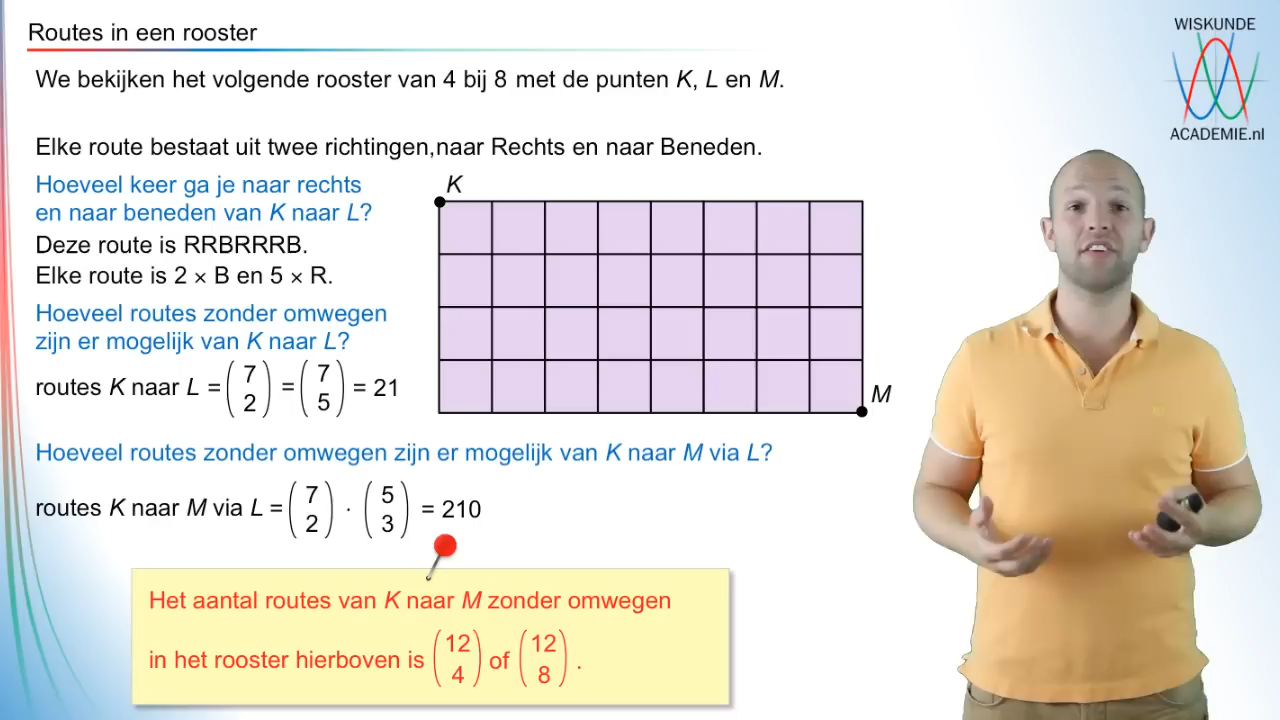 Routes in een rooster
WISKUNDE
ACADEMIE.nl
We bekijken het volgende rooster van 4 bij 8 met de punten K, L en M.
Elke route bestaat uit twee richtingen,naar Rechts en naar Beneden.
Hoeveel keer ga je naar rechts
en naar beneden van K naar L?
Deze route is RRBRRRB.
Elke route is 2 × B en 5 × R.
Hoeveel routes zonder omwegen
zijn er mogelijk van K naar L?
routes K naar L = (7 2) = (7 5) = 21
K
M
Hoeveel routes zonder omwegen zijn er mogelijk van K naar M via L?
routes K naar M via L = (7 2) · (5 3) = 210
Het aantal routes van K naar M zonder omwegen
in het rooster hierboven is (12 4) of (12 8) .